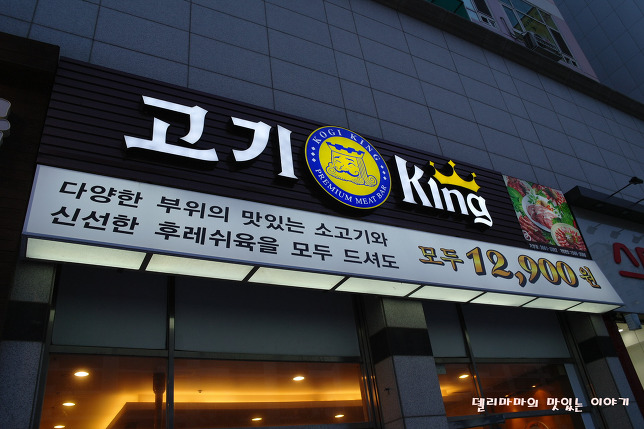 고기 King
KOGI KING
PREMIUM MEAT BAR
다양한 부위의 맛있는 소고기와
신선한 후레쉬육을 모두 드셔도
모두 12,900원
델리마마의 맛있는 이야기